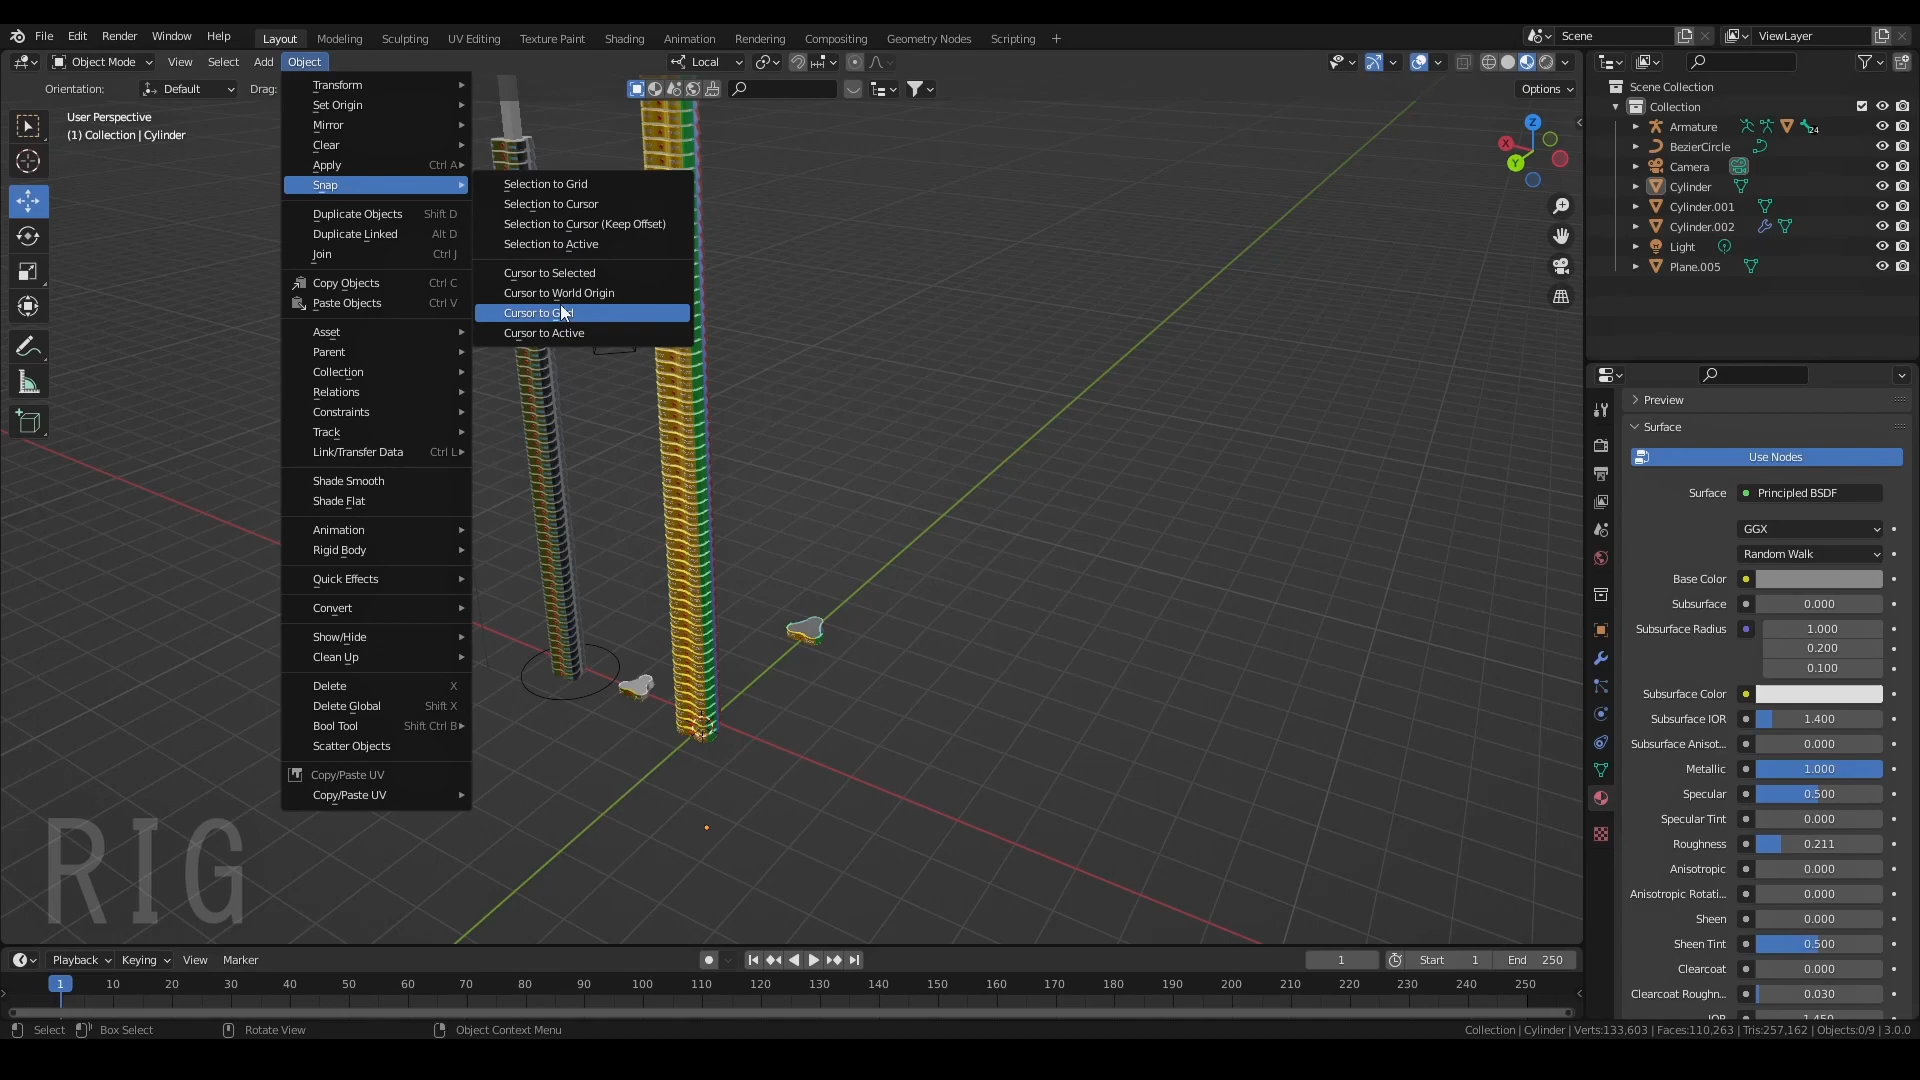 File Edit Render Window Help Layout Modeling Sculpting UV Editing Texture Paint Shading Animation Rendering Compositing Geometry Nodes Scripting + Scene ViewLayer
Object Mode View Select Add Object Local
Orientation: Default Drag: Options
User Perspective
(1) Collection | Cylinder
Transform
Set Origin
Mirror
Clear
Apply Ctrl A
Snap
Duplicate Objects Shift D
Duplicate Linked Alt D
Join Ctrl J
Copy Objects Ctrl C
Paste Objects Ctrl V
Asset
Parent
Collection
Relations
Constraints
Track
Link/Transfer Data Ctrl L
Shade Smooth
Shade Flat
Animation
Rigid Body
Quick Effects
Convert
Show/Hide
Clean Up
Delete X
Delete Global Shift X
Bool Tool Shift Ctrl B
Scatter Objects
Copy/Paste UV
Copy/Paste UV
Selection to Grid
Selection to Cursor
Selection to Cursor (Keep Offset)
Selection to Active
Cursor to Selected
Cursor to World Origin
Cursor to
Cursor to Active
Z
X
Y
RIG
Scene Collection
Collection
Armature 24
BezierCircle
Camera
Cylinder
Cylinder.001
Cylinder.002
Light
Plane.005
Preview
Surface
Use Nodes
Surface Principled BSDF
GGX
Random Walk
Base Color
Subsurface 0.000
Subsurface Radius 1.000
0.200
0.100
Subsurface Color
Subsurface IOR 1.400
Subsurface Anisot... 0.000
Metallic 1.000
Specular 0.500
Specular Tint 0.000
Roughness 0.211
Anisotropic 0.000
Anisotropic Rotati... 0.000
Sheen 0.000
Sheen Tint 0.500
Clearcoat 0.000
Clearcoat Roughn... 0.030
Playback Keying View Marker 1 Start 1 End 250
1 10 20 30 40 50 60 70 80 90 100 110 120 130 140 150 160 170 180 190 200 210 220 230 240 250
Select Box Select Rotate View Object Context Menu Collection | Cylinder | Verts:133,603 | Faces:110,263 | Tris:257,162 | Objects:0/9 | 3.0.0